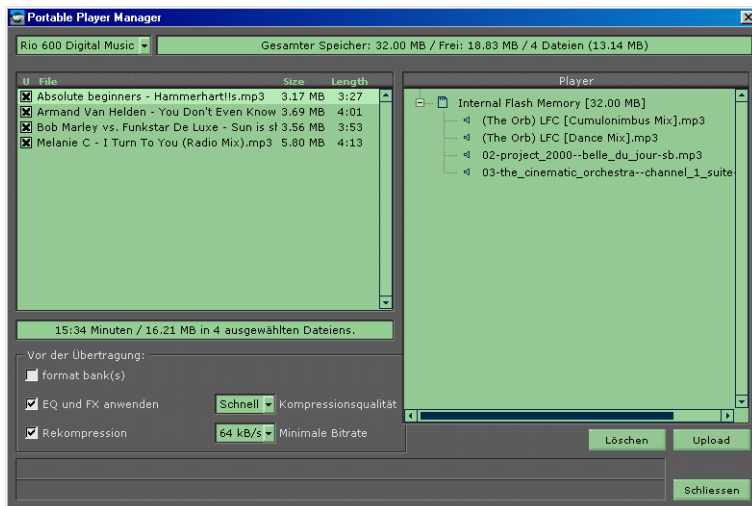 Portable Player Manager
Rio 600 Digital Music
Gesamter Speicher: 32.00 MB / Frei: 18.83 MB / 4 Dateien (13.14 MB)
U File Size Length
Absolute beginners - Hammerhart!!s.mp3 3.17 MB 3:27
Armand Van Helden - You Don't Even Know 3.69 MB 4:01
Bob Marley vs. Funkstar De Luxe - Sun is sl 3.56 MB 3:53
Melanie C - I Turn To You (Radio Mix).mp3 5.80 MB 4:13
15:34 Minuten / 16.21 MB in 4 ausgewählten Dateiens.
Player
Internal Flash Memory [32.00 MB]
(The Orb) LFC [Cumulonimbus Mix].mp3
(The Orb) LFC [Dance Mix].mp3
02-project_2000--belle_du_jour-sb.mp3
03-the_cinematic_orchestra--channel_1_suite-
Vor der Übertragung:
format bank(s)
EQ und FX anwenden
Schnell Kompressionsqualität
Rekompression
64 kB/s Minimale Bitrate
Löschen
Upload
Schliessen